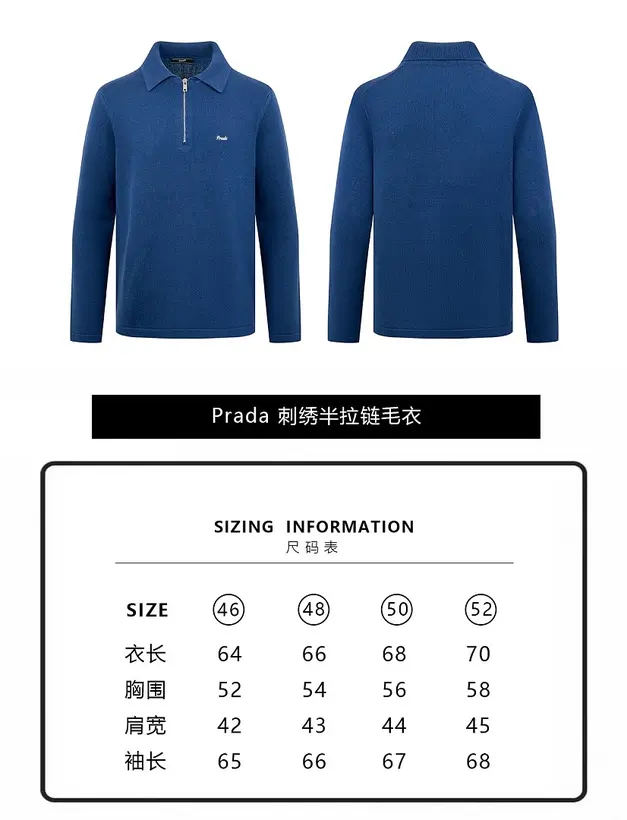 Prada
Prada 刺绣半拉链毛衣
SIZING INFORMATION
尺码表
SIZE 46 48 50 52
衣长 64 66 68 70
胸围 52 54 56 58
肩宽 42 43 44 45
袖长 65 66 67 68